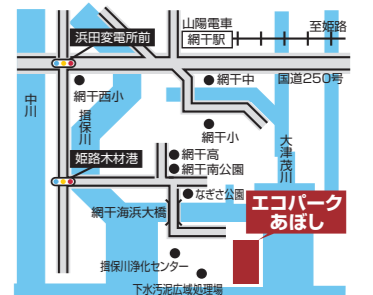 山陽電車
網干駅
至姫路
浜田変電所前
網干西小
網干中
国道250号
中川
揖保川
網干小
大津茂川
姫路木材港
網干高
網干南公園
なぎさ公園
網干海浜大橋
エコパーク
あぼし
揖保川浄化センター
下水汚泥広域処理場